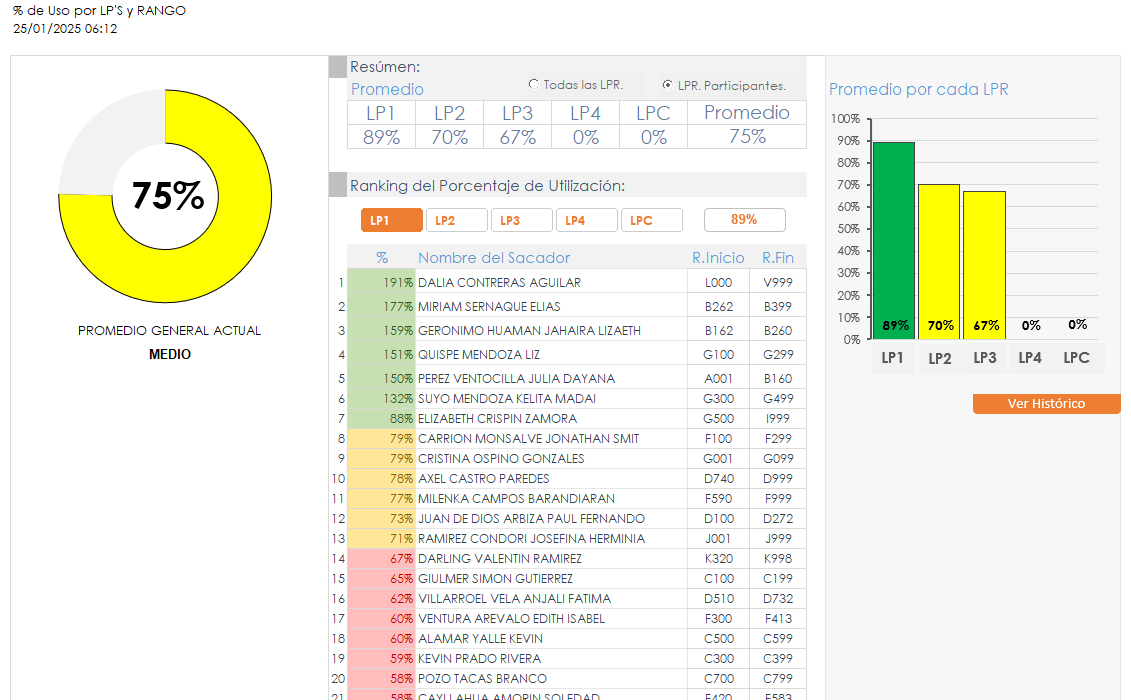 % de Uso por LP'S y RANGO
25/01/2025 06:12
75%
PROMEDIO GENERAL ACTUAL
MEDIO
Resúmen:
Promedio
Todas las LPR.
LPR. Participantes.
LP1 LP2 LP3 LP4 LPC Promedio
89% 70% 67% 0% 0% 75%
Ranking del Porcentaje de Utilización:
LP1 LP2 LP3 LP4 LPC 89%
% Nombre del Sacador R.Inicio R.Fin
1 191% DALIA CONTRERAS AGUILAR L000 V999
2 177% MIRIAM SERNAQUE ELIAS B262 B399
3 159% GERONIMO HUAMAN JAHAIRA LIZAETH B162 B260
4 151% QUISPE MENDOZA LIZ G100 G299
5 150% PEREZ VENTOCILLA JULIA DAYANA A001 B160
6 132% SUYO MENDOZA KELITA MADAI G300 G499
7 88% ELIZABETH CRISPIN ZAMORA G500 I999
8 79% CARRION MONSALVE JONATHAN SMIT F100 F299
9 79% CRISTINA OSPINO GONZALES G001 G099
10 78% AXEL CASTRO PAREDES D740 D999
11 77% MILENKA CAMPOS BARANDIARAN F590 F999
12 73% JUAN DE DIOS ARBIZA PAUL FERNANDO D100 D272
13 71% RAMIREZ CONDORI JOSEFINA HERMINIA J001 J999
14 67% DARLING VALENTIN RAMIREZ K320 K998
15 65% GIULMER SIMON GUTIERREZ C100 C199
16 62% VILLARROEL VELA ANJALI FATIMA D510 D732
17 60% VENTURA AREVALO EDITH ISABEL F300 F413
18 60% ALAMAR YALLE KEVIN C500 C599
19 59% KEVIN PRADO RIVERA C300 C399
20 58% POZO TACAS BRANCO C700 C799
21 58% CAYLLAHUA AMORIN SOLEDAD F420 F583
Promedio por cada LPR
100%
90%
80%
70%
60%
50%
40%
30%
20%
10%
0%
89% 70% 67% 0% 0%
LP1 LP2 LP3 LP4 LPC
Ver Histórico